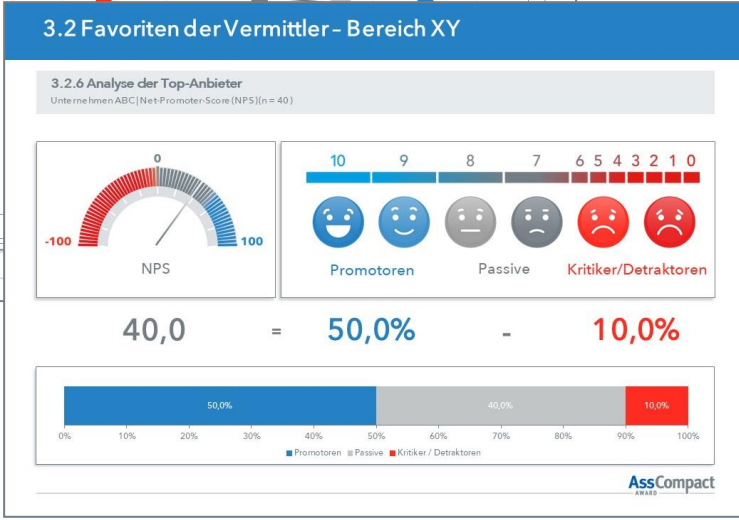 3.2 Favoriten der Vermittler – Bereich XY
3.2.6 Analyse der Top-Anbieter
Unternehmen ABC | Net-Promoter-Score (NPS) (n = 40)
0
-100
100
NPS
10 9 8 7 6 5 4 3 2 1 0
Promotoren Passive Kritiker/Detraktoren
40,0 = 50,0% - 10,0%
50,0% 40,0% 10,0%
0% 10% 20% 30% 40% 50% 60% 70% 80% 90% 100%
Promotoren Passive Kritiker / Detraktoren
AssCompact
AWARD